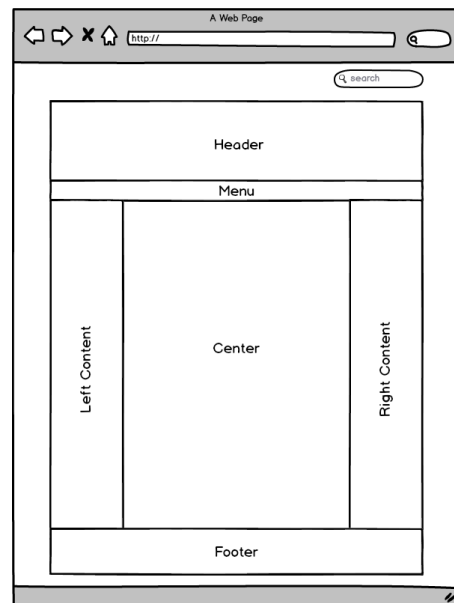 A Web Page
http://
search
Header
Menu
Left Content
Center
Right Content
Footer